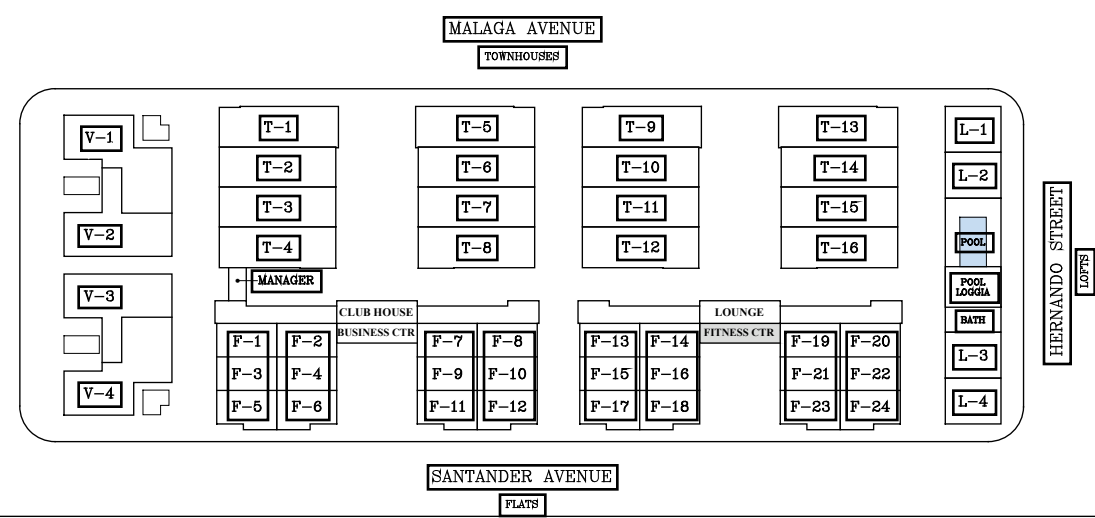 MALAGA AVENUE
TOWNHOUSES
V-1
T-1
T-5
T-9
T-13
L-1
T-2
T-6
T-10
T-14
L-2
T-3
T-7
T-11
T-15
V-2
T-4
T-8
T-12
T-16
POOL
HERNANDO STREET
LOFTS
MANAGER
POOL
LOGGIA
V-3
CLUB HOUSE
LOUNGE
BATH
BUSINESS CTR
FITNESS CTR
F-1
F-2
F-7
F-8
F-13
F-14
F-19
F-20
L-3
F-3
F-4
F-9
F-10
F-15
F-16
F-21
F-22
V-4
F-5
F-6
F-11
F-12
F-17
F-18
F-23
F-24
L-4
SANTANDER AVENUE
FLATS